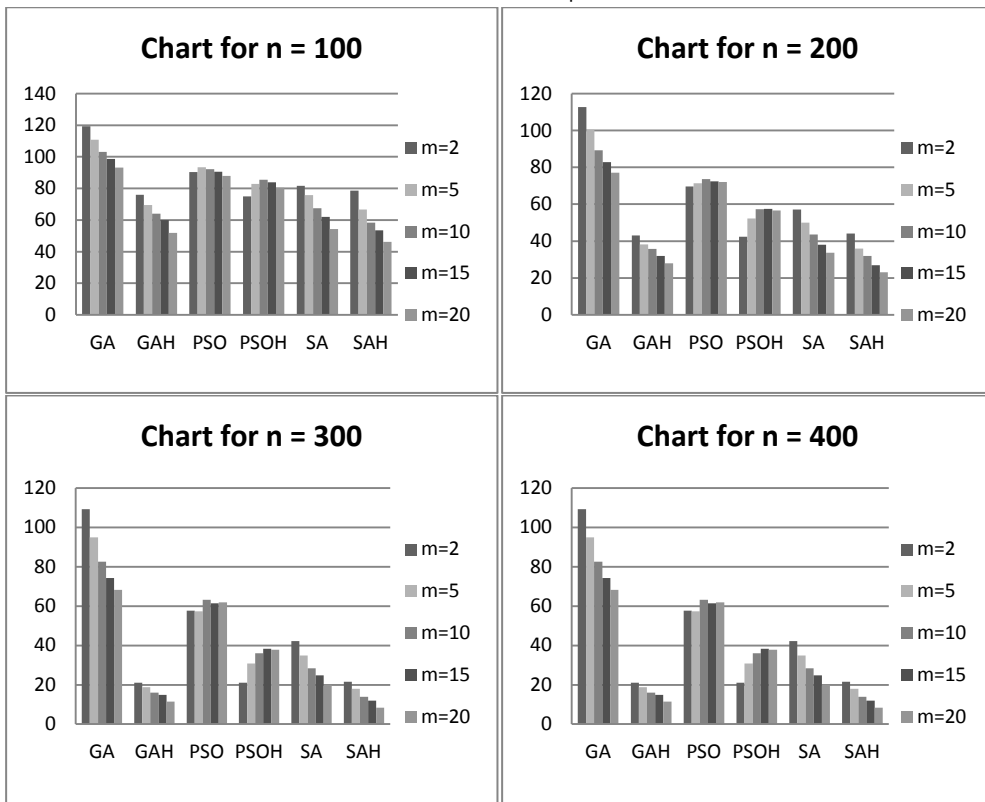 Chart for n = 100
140
120
100
80
60
40
20
0
GA GAH PSO PSOH SA SAH
m=2
m=5
m=10
m=15
m=20
Chart for n = 200
120
100
80
60
40
20
0
GA GAH PSO PSOH SA SAH
m=2
m=5
m=10
m=15
m=20
Chart for n = 300
120
100
80
60
40
20
0
GA GAH PSO PSOH SA SAH
m=2
m=5
m=10
m=15
m=20
Chart for n = 400
120
100
80
60
40
20
0
GA GAH PSO PSOH SA SAH
m=2
m=5
m=10
m=15
m=20